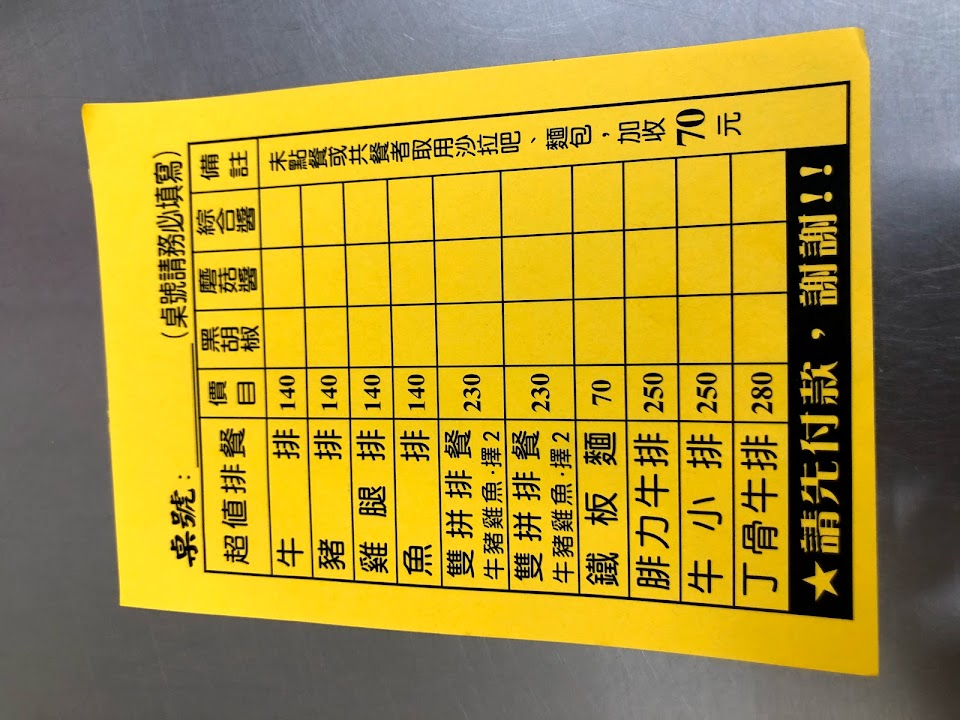 桌號：＿＿＿＿（桌號請務必填寫）
超值排餐 價目 黑胡椒 蘑菇醬 綜合醬 備註
牛排 140
豬排 140
雞腿排 140
魚排 140
雙拼排餐 牛豬雞魚·擇2 230
雙拼排餐 牛豬雞魚·擇2 230
鐵板麵 70
腓力牛排 250
牛小排 250
丁骨牛排 280
未點餐或共餐者取用沙拉吧、麵包，加收70元
★請先付款，謝謝!!